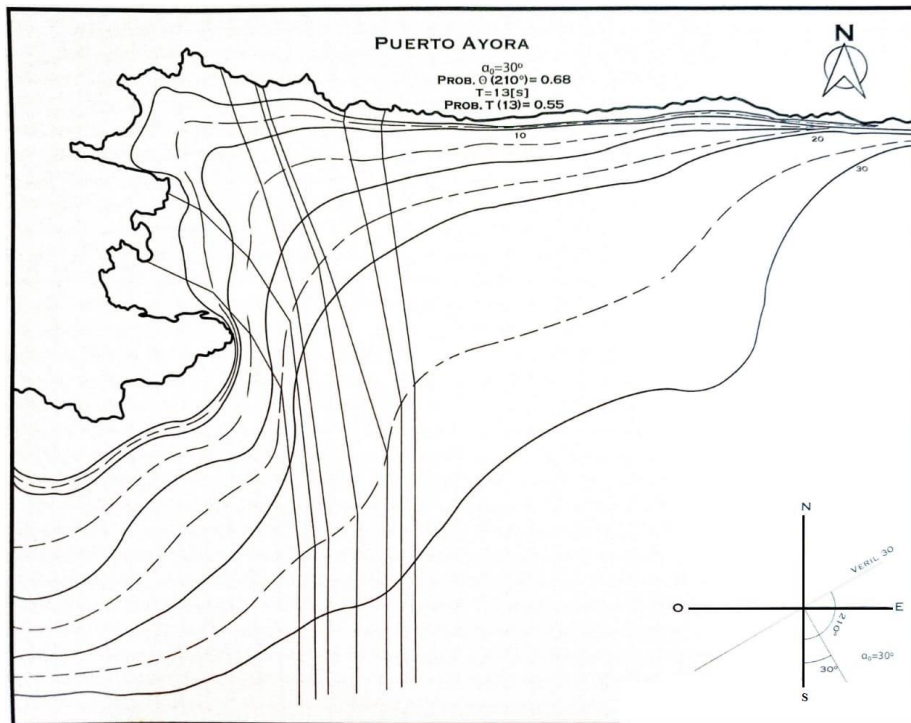 PUERTO AYORA
α₀=30º
PROB. Θ (210º)= 0.68
T=13[S]
PROB. T (13)= 0.55
N
10
20
30
N
VERIL 30
O
E
210º
α₀=30º
30º
S